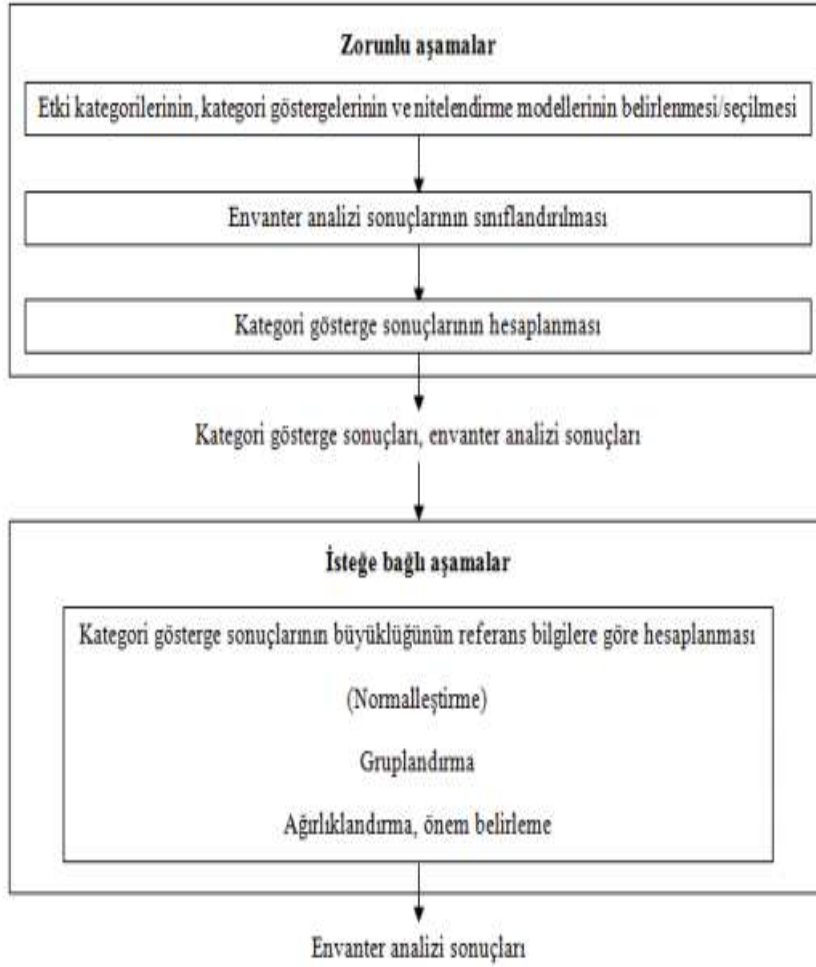 Zorunlu aşamalar
Etki kategorilerinin, kategori göstergelerinin ve nitelendirme modellerinin belirlenmesi/seçilmesi
Envanter analizi sonuçlarının sınıflandırılması
Kategori gösterge sonuçlarının hesaplanması
Kategori gösterge sonuçları, envanter analizi sonuçları
İsteğe bağlı aşamalar
Kategori gösterge sonuçlarının büyüklüğünün referans bilgilere göre hesaplanması
(Normalleştirme)
Gruplandırma
Ağırlıklandırma, önem belirleme
Envanter analizi sonuçları